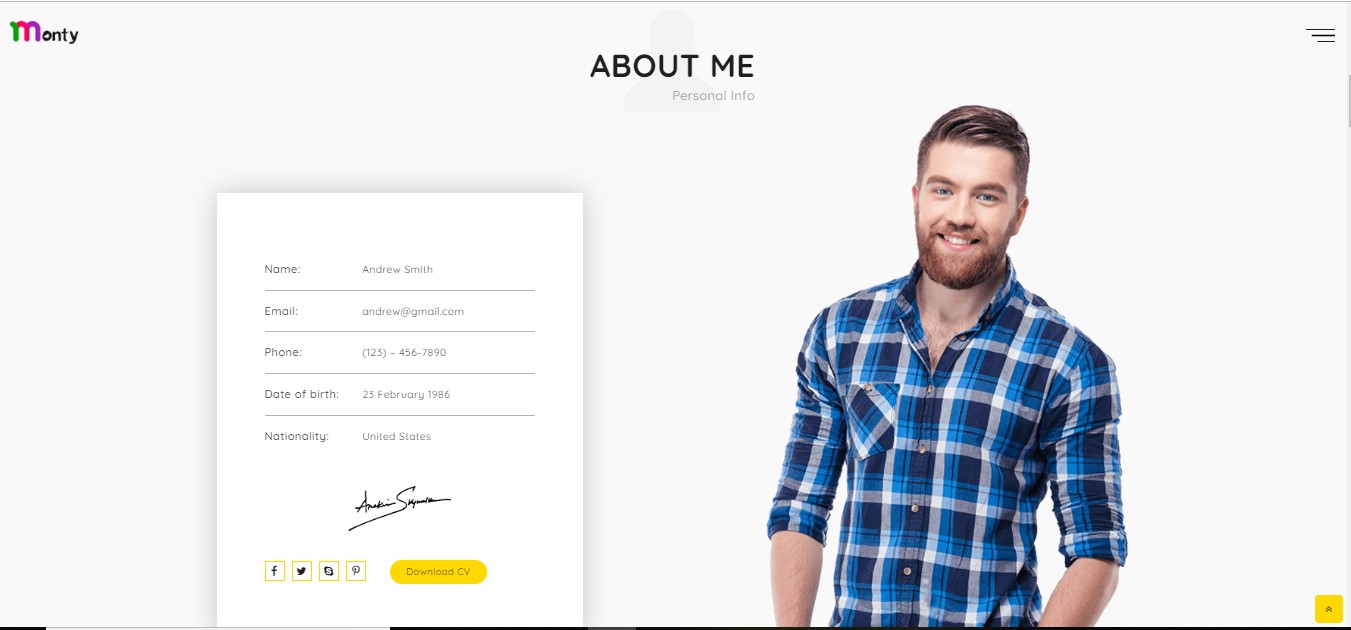 monty
ABOUT ME
Personal Info
Name: Andrew Smith
Email: andrew@gmail.com
Phone: (123) – 456-7890
Date of birth: 23 February 1986
Nationality: United States
Anakin Skywalker
Download CV